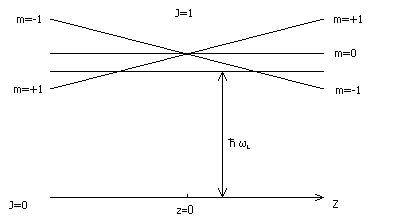 J=1
m=-1
m=+1
m=0
m=+1
m=-1
ħ ωL
J=0
z=0
Z